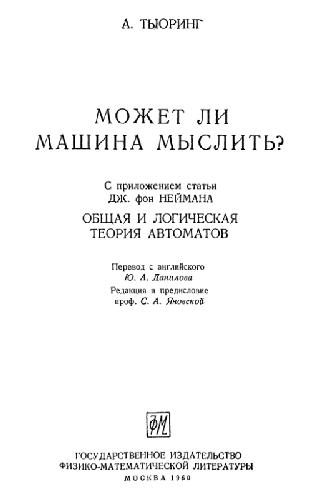 А. ТЬЮРИНГ
МОЖЕТ ЛИ
МАШИНА МЫСЛИТЬ?
С приложением статьи
ДЖ. фон НЕЙМАНА
ОБЩАЯ И ЛОГИЧЕСКАЯ
ТЕОРИЯ АВТОМАТОВ
Перевод с английского
Ю. А. Данилова
Редакция и предисловие
проф. С. А. Яновской
ФМ
ГОСУДАРСТВЕННОЕ ИЗДАТЕЛЬСТВО
ФИЗИКО-МАТЕМАТИЧЕСКОЙ ЛИТЕРАТУРЫ
МОСКВА 1960